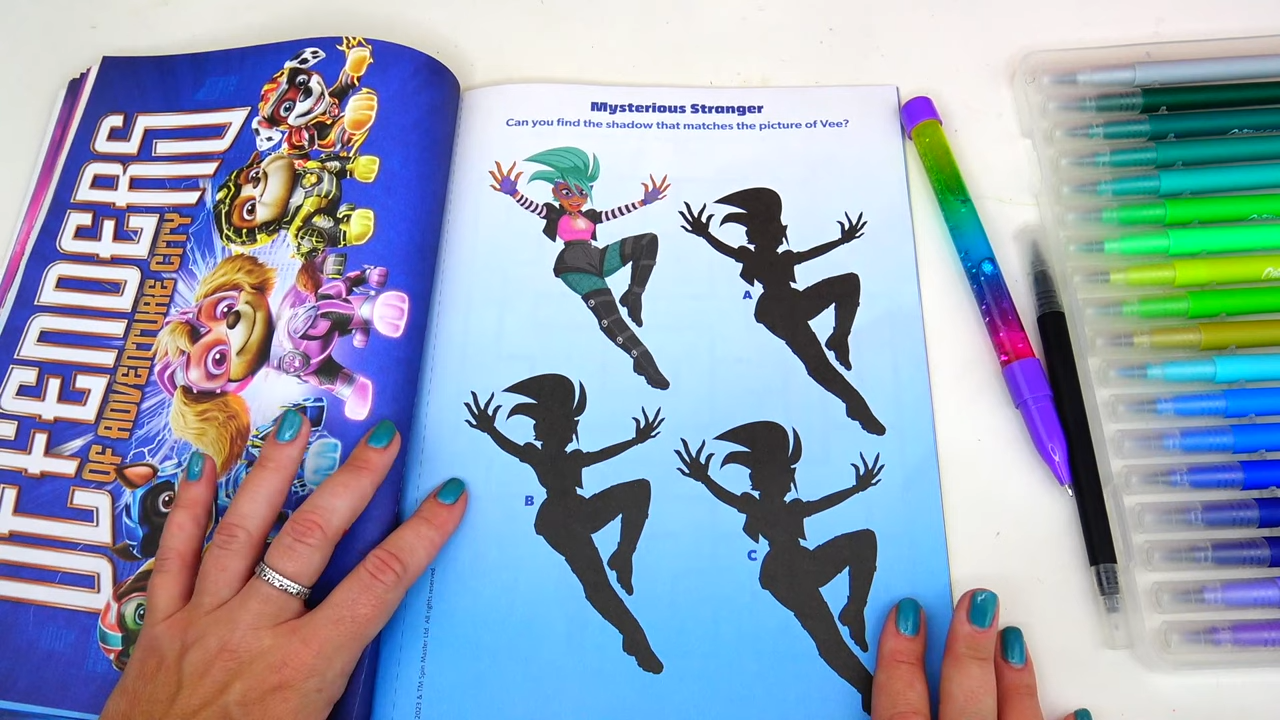 DEFENDERS
OF ADVENTURE CITY
Mysterious Stranger
Can you find the shadow that matches the picture of Vee?
A
B
C
2023 & TM Spin Master Ltd. All rights reserved